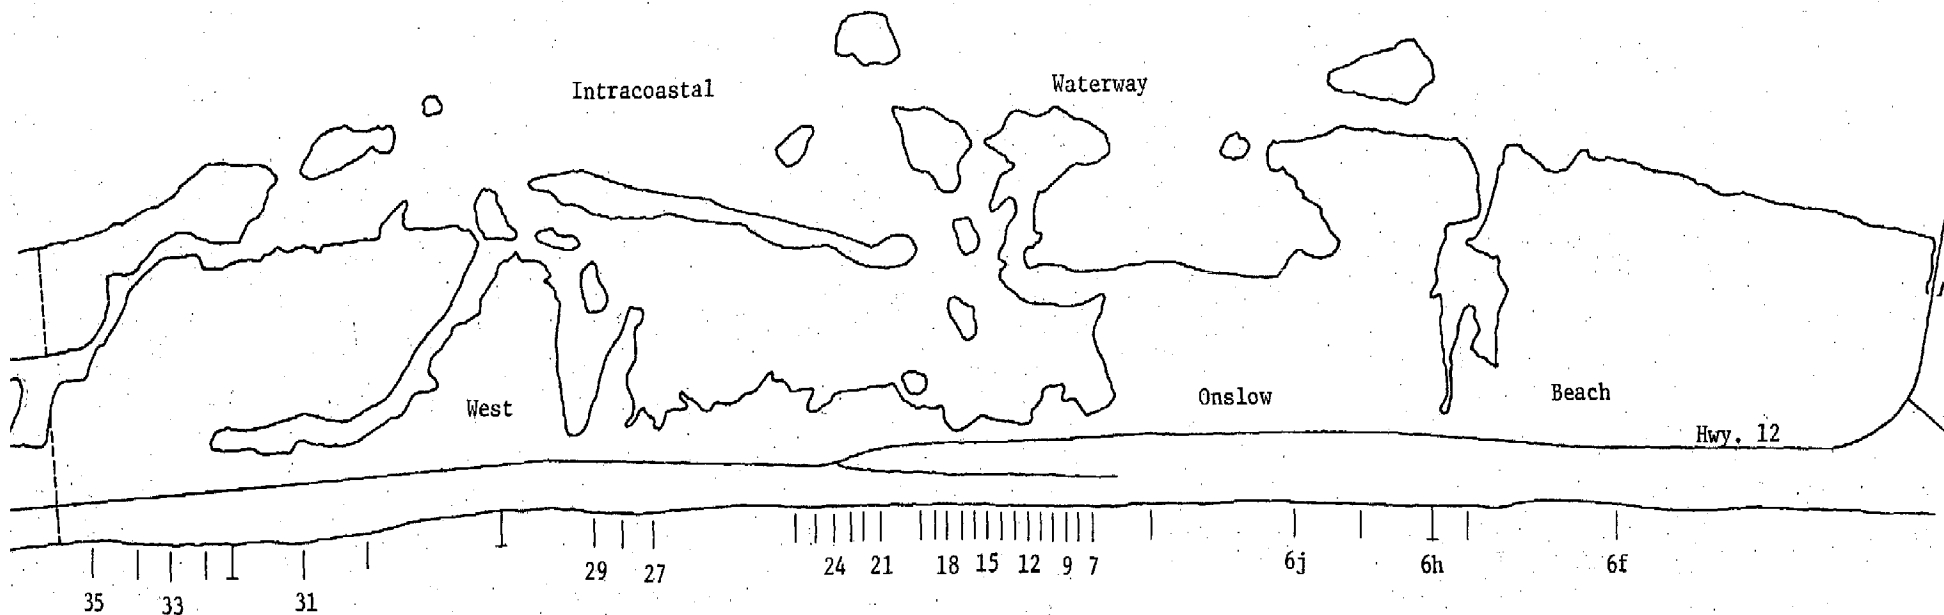 Intracoastal Waterway
West Onslow Beach
Hwy. 12
29 27 24 21 18 15 12 9 7 6j 6h 6f
35 33 31